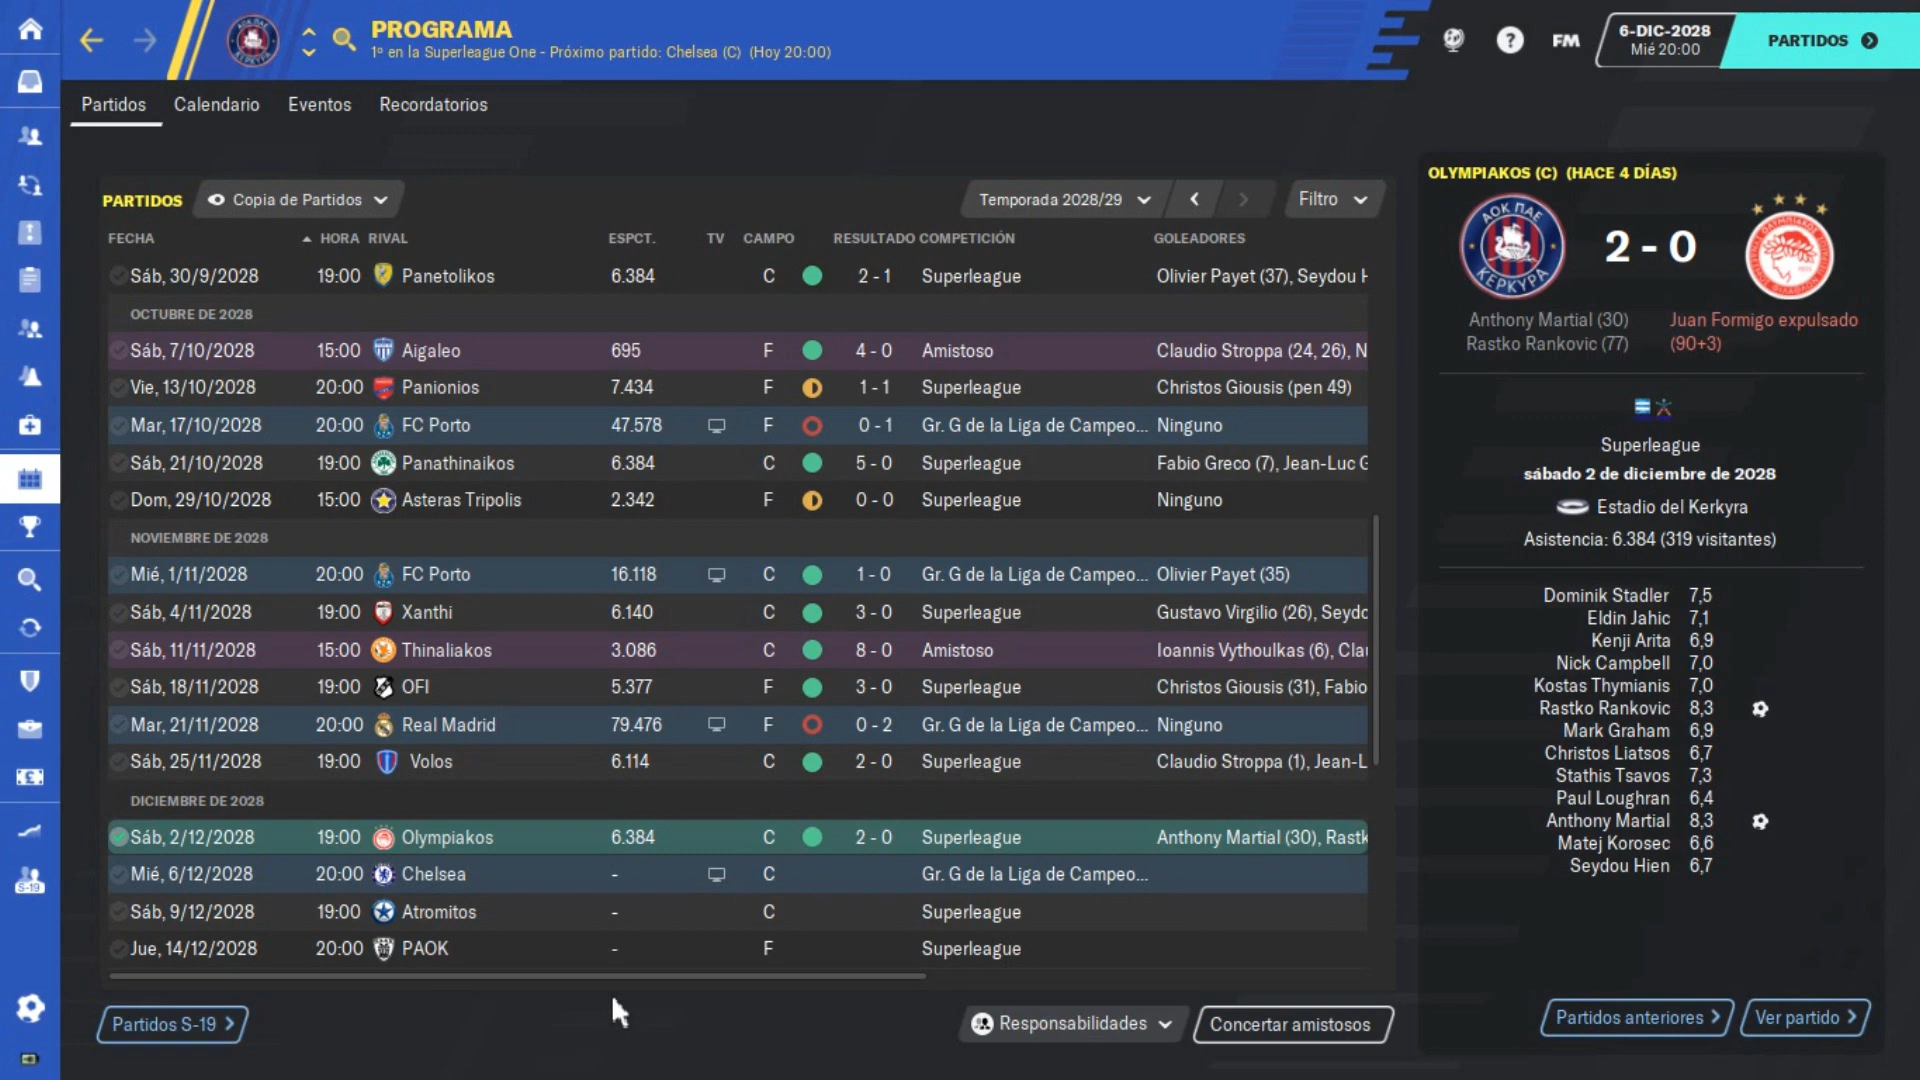 PROGRAMA
1º en la Superleague One - Próximo partido: Chelsea (C) (Hoy 20:00)
FM
6-DIC-2028
Mié 20:00
PARTIDOS
Partidos Calendario Eventos Recordatorios
PARTIDOS Copia de Partidos Temporada 2028/29 Filtro
FECHA HORA RIVAL ESPCT. TV CAMPO RESULTADO COMPETICIÓN GOLEADORES
Sáb, 30/9/2028 19:00 Panetolikos 6.384 C 2 - 1 Superleague Olivier Payet (37), Seydou H
OCTUBRE DE 2028
Sáb, 7/10/2028 15:00 Aigaleo 695 F 4 - 0 Amistoso Claudio Stroppa (24, 26), N
Vie, 13/10/2028 20:00 Panionios 7.434 F 1 - 1 Superleague Christos Giousis (pen 49)
Mar, 17/10/2028 20:00 FC Porto 47.578 F 0 - 1 Gr. G de la Liga de Campeo... Ninguno
Sáb, 21/10/2028 19:00 Panathinaikos 6.384 C 5 - 0 Superleague Fabio Greco (7), Jean-Luc G
Dom, 29/10/2028 15:00 Asteras Tripolis 2.342 F 0 - 0 Superleague Ninguno
NOVIEMBRE DE 2028
Mié, 1/11/2028 20:00 FC Porto 16.118 C 1 - 0 Gr. G de la Liga de Campeo... Olivier Payet (35)
Sáb, 4/11/2028 19:00 Xanthi 6.140 C 3 - 0 Superleague Gustavo Virgilio (26), Seydo
Sáb, 11/11/2028 15:00 Thinaliakos 3.086 C 8 - 0 Amistoso Ioannis Vythoulkas (6), Clau
Sáb, 18/11/2028 19:00 OFI 5.377 F 3 - 0 Superleague Christos Giousis (31), Fabio
Mar, 21/11/2028 20:00 Real Madrid 79.476 F 0 - 2 Gr. G de la Liga de Campeo... Ninguno
Sáb, 25/11/2028 19:00 Volos 6.114 C 2 - 0 Superleague Claudio Stroppa (1), Jean-L
DICIEMBRE DE 2028
Sáb, 2/12/2028 19:00 Olympiakos 6.384 C 2 - 0 Superleague Anthony Martial (30), Rastk
Mié, 6/12/2028 20:00 Chelsea - C Gr. G de la Liga de Campeo...
Sáb, 9/12/2028 19:00 Atromitos - C Superleague
Jue, 14/12/2028 20:00 PAOK - F Superleague
Partidos S-19 Responsabilidades Concertar amistosos
S-19
OLYMPIAKOS (C) (HACE 4 DÍAS)
ΑΟΚ ΠΑΕ
ΚΕΡΚΥΡΑ
2 - 0
Anthony Martial (30)
Rastko Rankovic (77)
Juan Formigo expulsado
(90+3)
Superleague
sábado 2 de diciembre de 2028
Estadio del Kerkyra
Asistencia: 6.384 (319 visitantes)
Dominik Stadler 7,5
Eldin Jahic 7,1
Kenji Arita 6,9
Nick Campbell 7,0
Kostas Thymianis 7,0
Rastko Rankovic 8,3
Mark Graham 6,9
Christos Liatsos 6,7
Stathis Tsavos 7,3
Paul Loughran 6,4
Anthony Martial 8,3
Matej Korosec 6,6
Seydou Hien 6,7
Partidos anteriores Ver partido